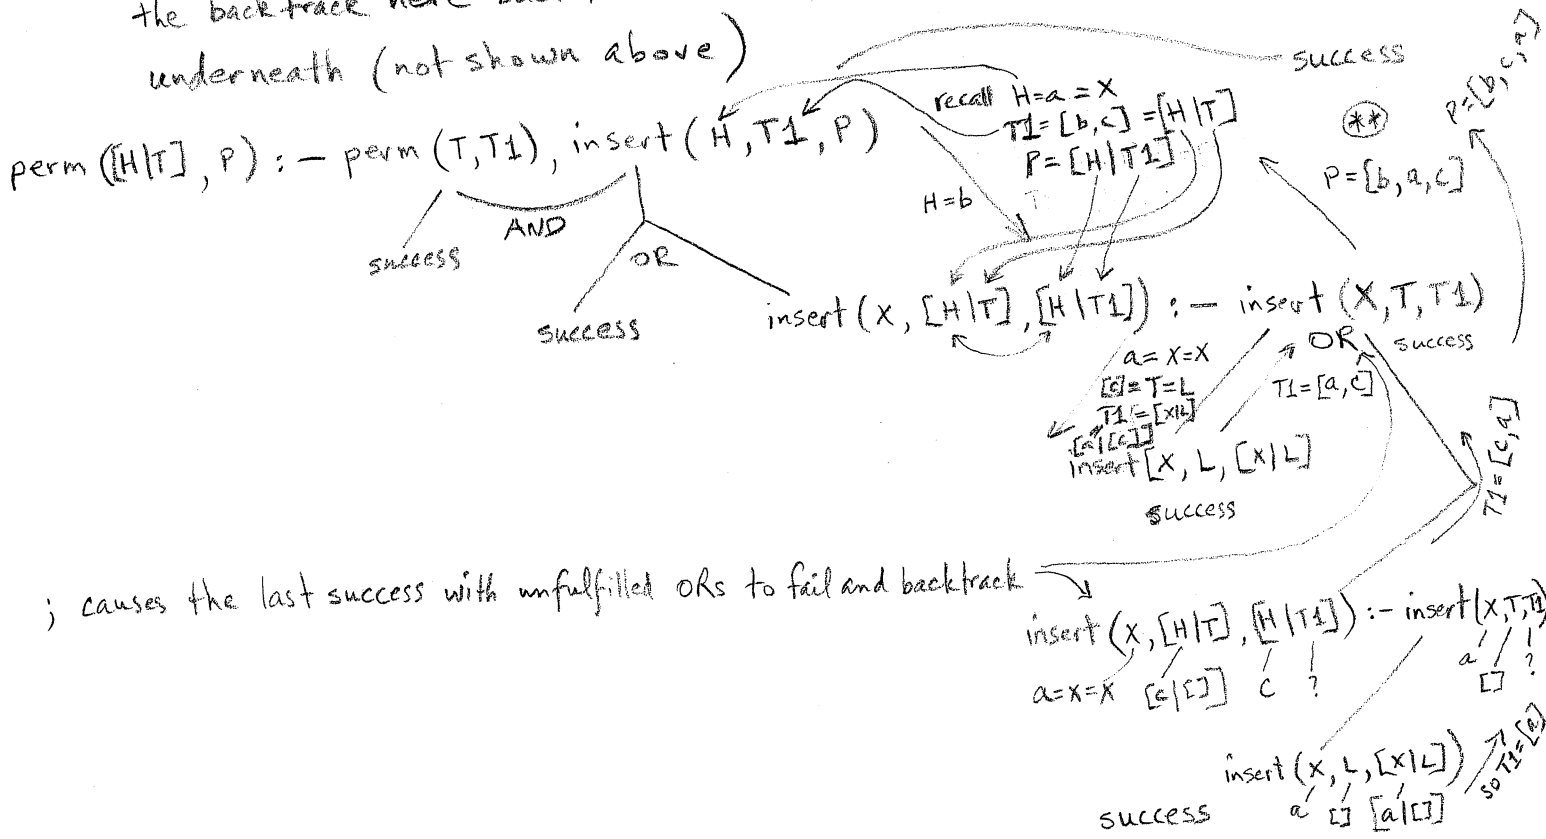 the backtrack here
underneath (not shown above)
success
recall H=a=X
T1=[b,c]=[H|T]
P=[H|T1]
perm([H|T],P):- perm(T,T1), insert(H,T1,P)
**
P=[b,a,c]
P=[b,c,a]
H=b
AND
success
OR
success
insert(X,[H|T],[H|T1]):- insert(X,T,T1)
OR
success
a=X=X
[c]=T=L
T1=[X|L]
[a|[c]]
T1=[a,c]
insert[X,L,[X|L]
success
T1=[c,a]
; causes the last success with unfulfilled ORs to fail and backtrack
insert(X,[H|T],[H|T1]):- insert(X,T,T1)
a=X=X [c|[]] C ?
a [] ?
insert(X,L,[X|L])
a [] [a|[]]
so T1=[a]
success